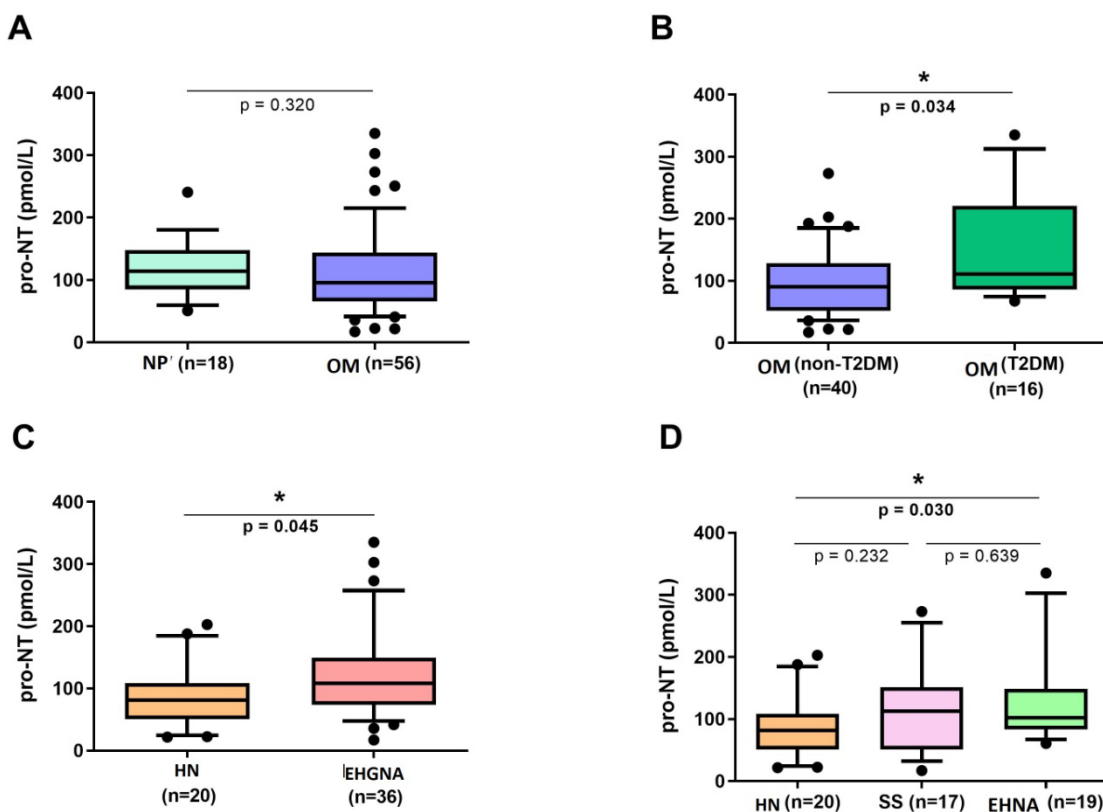 A
pro-NT (pmol/L)
400
300
200
100
0
p = 0.320
NP' (n=18)
OM (n=56)
B
pro-NT (pmol/L)
400
300
200
100
0
*
p = 0.034
OM (non-T2DM)
(n=40)
OM (T2DM)
(n=16)
C
pro-NT (pmol/L)
400
300
200
100
0
*
p = 0.045
HN
(n=20)
EHGNA
(n=36)
D
pro-NT (pmol/L)
400
300
200
100
0
*
p = 0.030
p = 0.232
p = 0.639
HN (n=20)
SS (n=17)
EHNA (n=19)